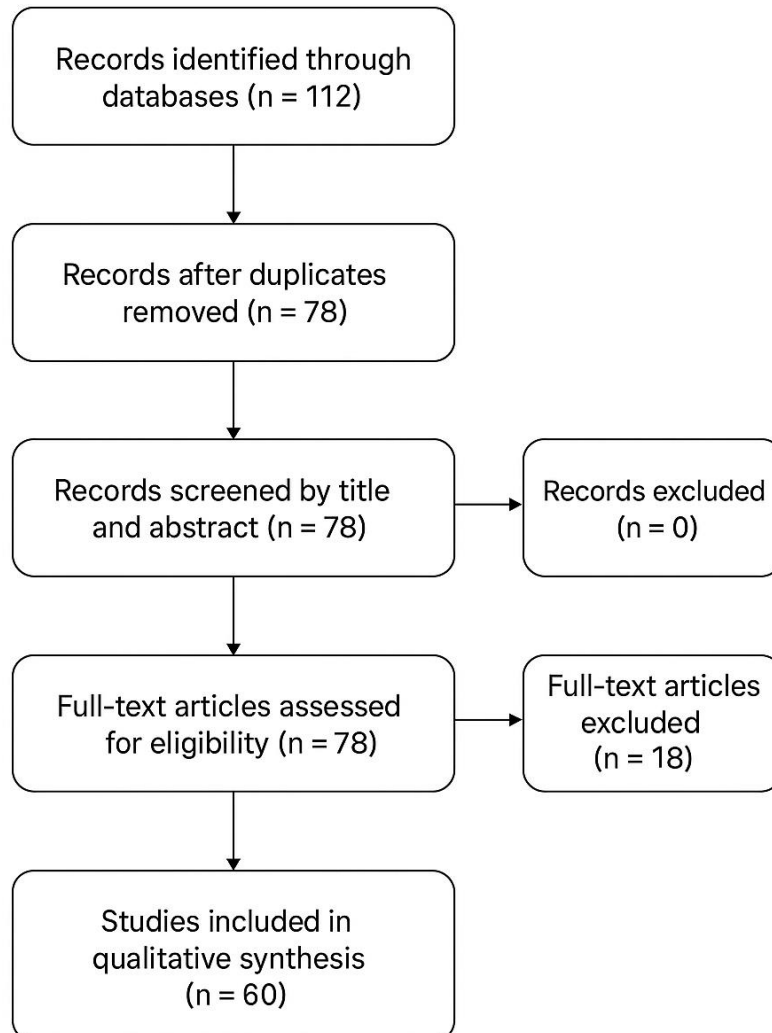 Records identified through
databases (n = 112)
Records after duplicates
removed (n = 78)
Records screened by title
and abstract (n = 78)
Records excluded
(n = 0)
Full-text articles assessed
for eligibility (n = 78)
Full-text articles
excluded
(n = 18)
Studies included in
qualitative synthesis
(n = 60)